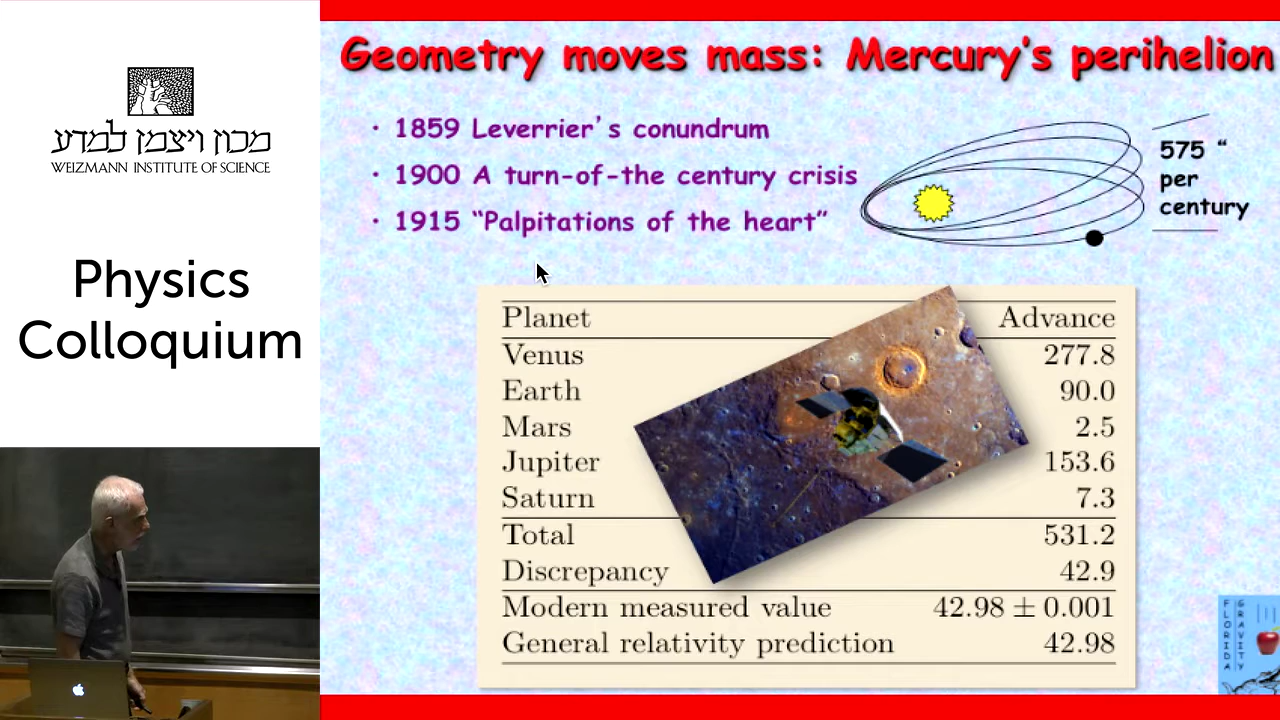 מכון ויצמן למדע
WEIZMANN INSTITUTE OF SCIENCE
Physics
Colloquium
Geometry moves mass: Mercury's perihelion
• 1859 Leverrier's conundrum
• 1900 A turn-of-the century crisis
• 1915 “Palpitations of the heart”
575 “
per
century
Planet Advance
Venus 277.8
Earth 90.0
Mars 2.5
Jupiter 153.6
Saturn 7.3
Total 531.2
Discrepancy 42.9
Modern measured value 42.98 ± 0.001
General relativity prediction 42.98
FLORIDA
GRAVITY